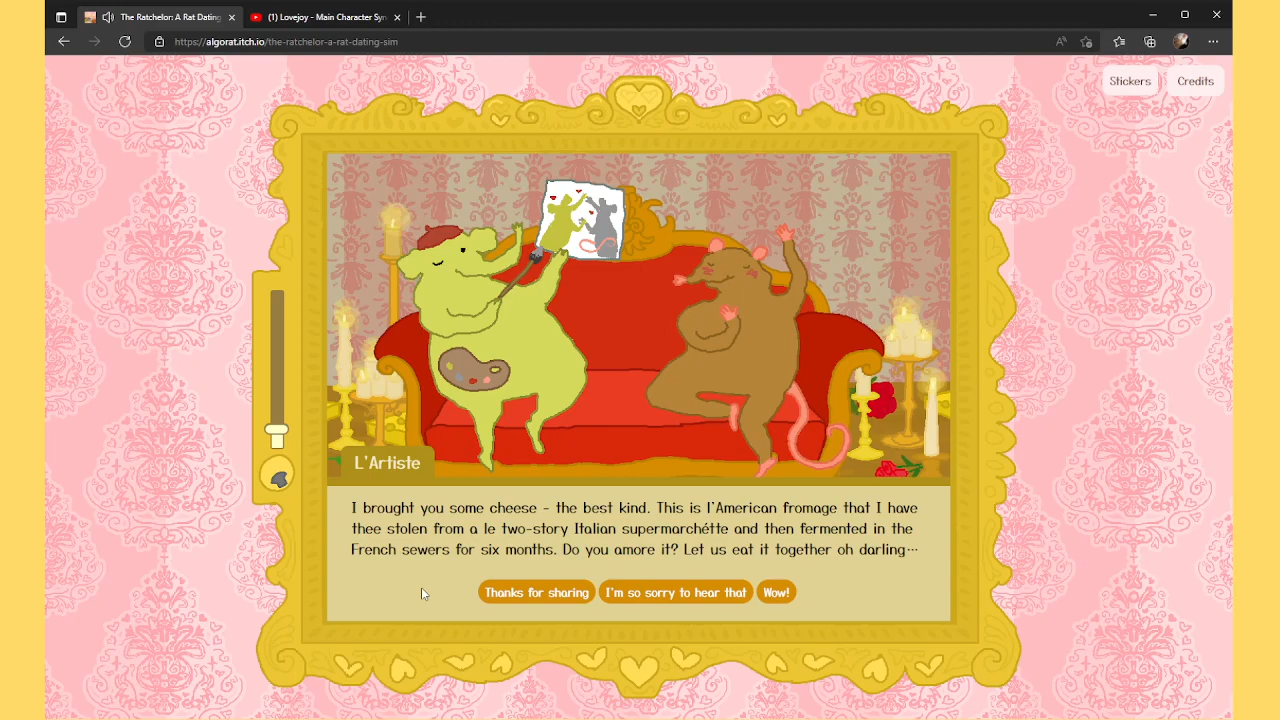 The Ratchelor: A Rat Dating
(1) Lovejoy - Main Character Syn
https://algorat.itch.io/the-ratchelor-a-rat-dating-sim
Stickers
Credits
L'Artiste
I brought you some cheese - the best kind. This is l'American fromage that I have
thee stolen from a le two-story Italian supermarchétte and then fermented in the
French sewers for six months. Do you amore it? Let us eat it together oh darling…
Thanks for sharing
I'm so sorry to hear that
Wow!